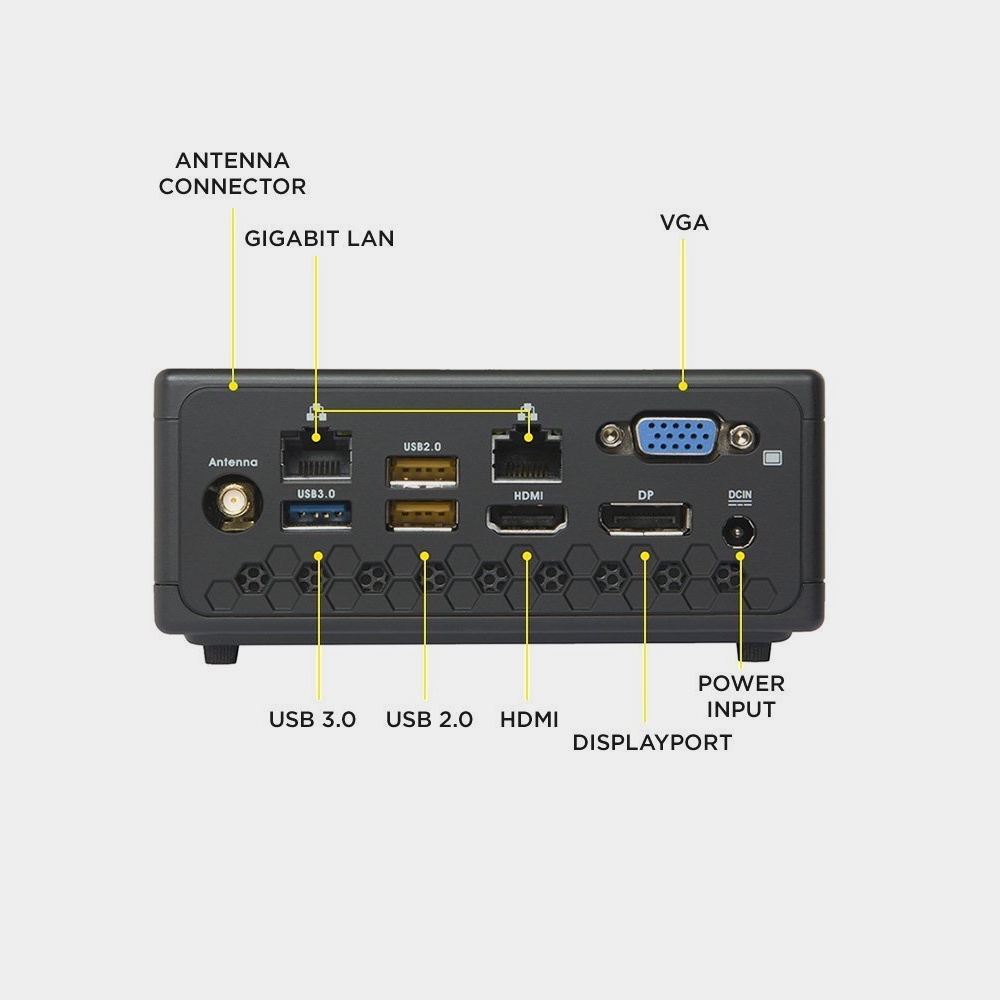 ANTENNA
CONNECTOR
GIGABIT LAN
VGA
USB2.0
Antenna
USB3.0
HDMI
DP
DCIN
POWER
INPUT
USB 3.0
USB 2.0
HDMI
DISPLAYPORT